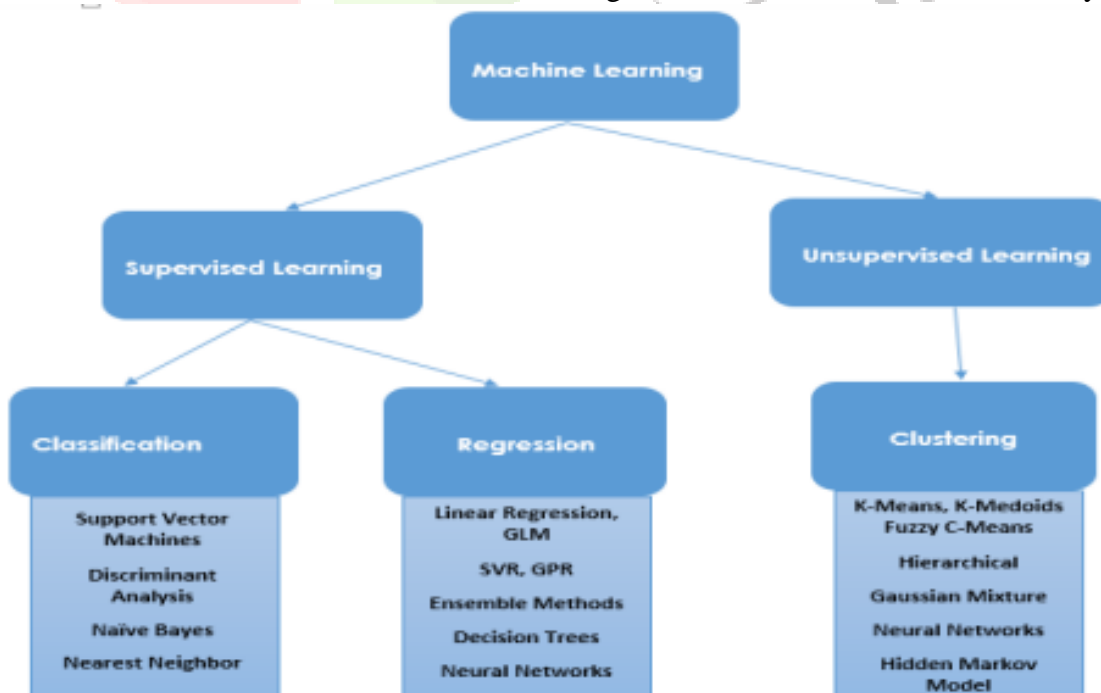 Machine Learning
Supervised Learning
Unsupervised Learning
Classification
Support Vector
Machines
Discriminant
Analysis
Naïve Bayes
Nearest Neighbor
Regression
Linear Regression,
GLM
SVR, GPR
Ensemble Methods
Decision Trees
Neural Networks
Clustering
K-Means, K-Medoids
Fuzzy C-Means
Hierarchical
Gaussian Mixture
Neural Networks
Hidden Markov
Model